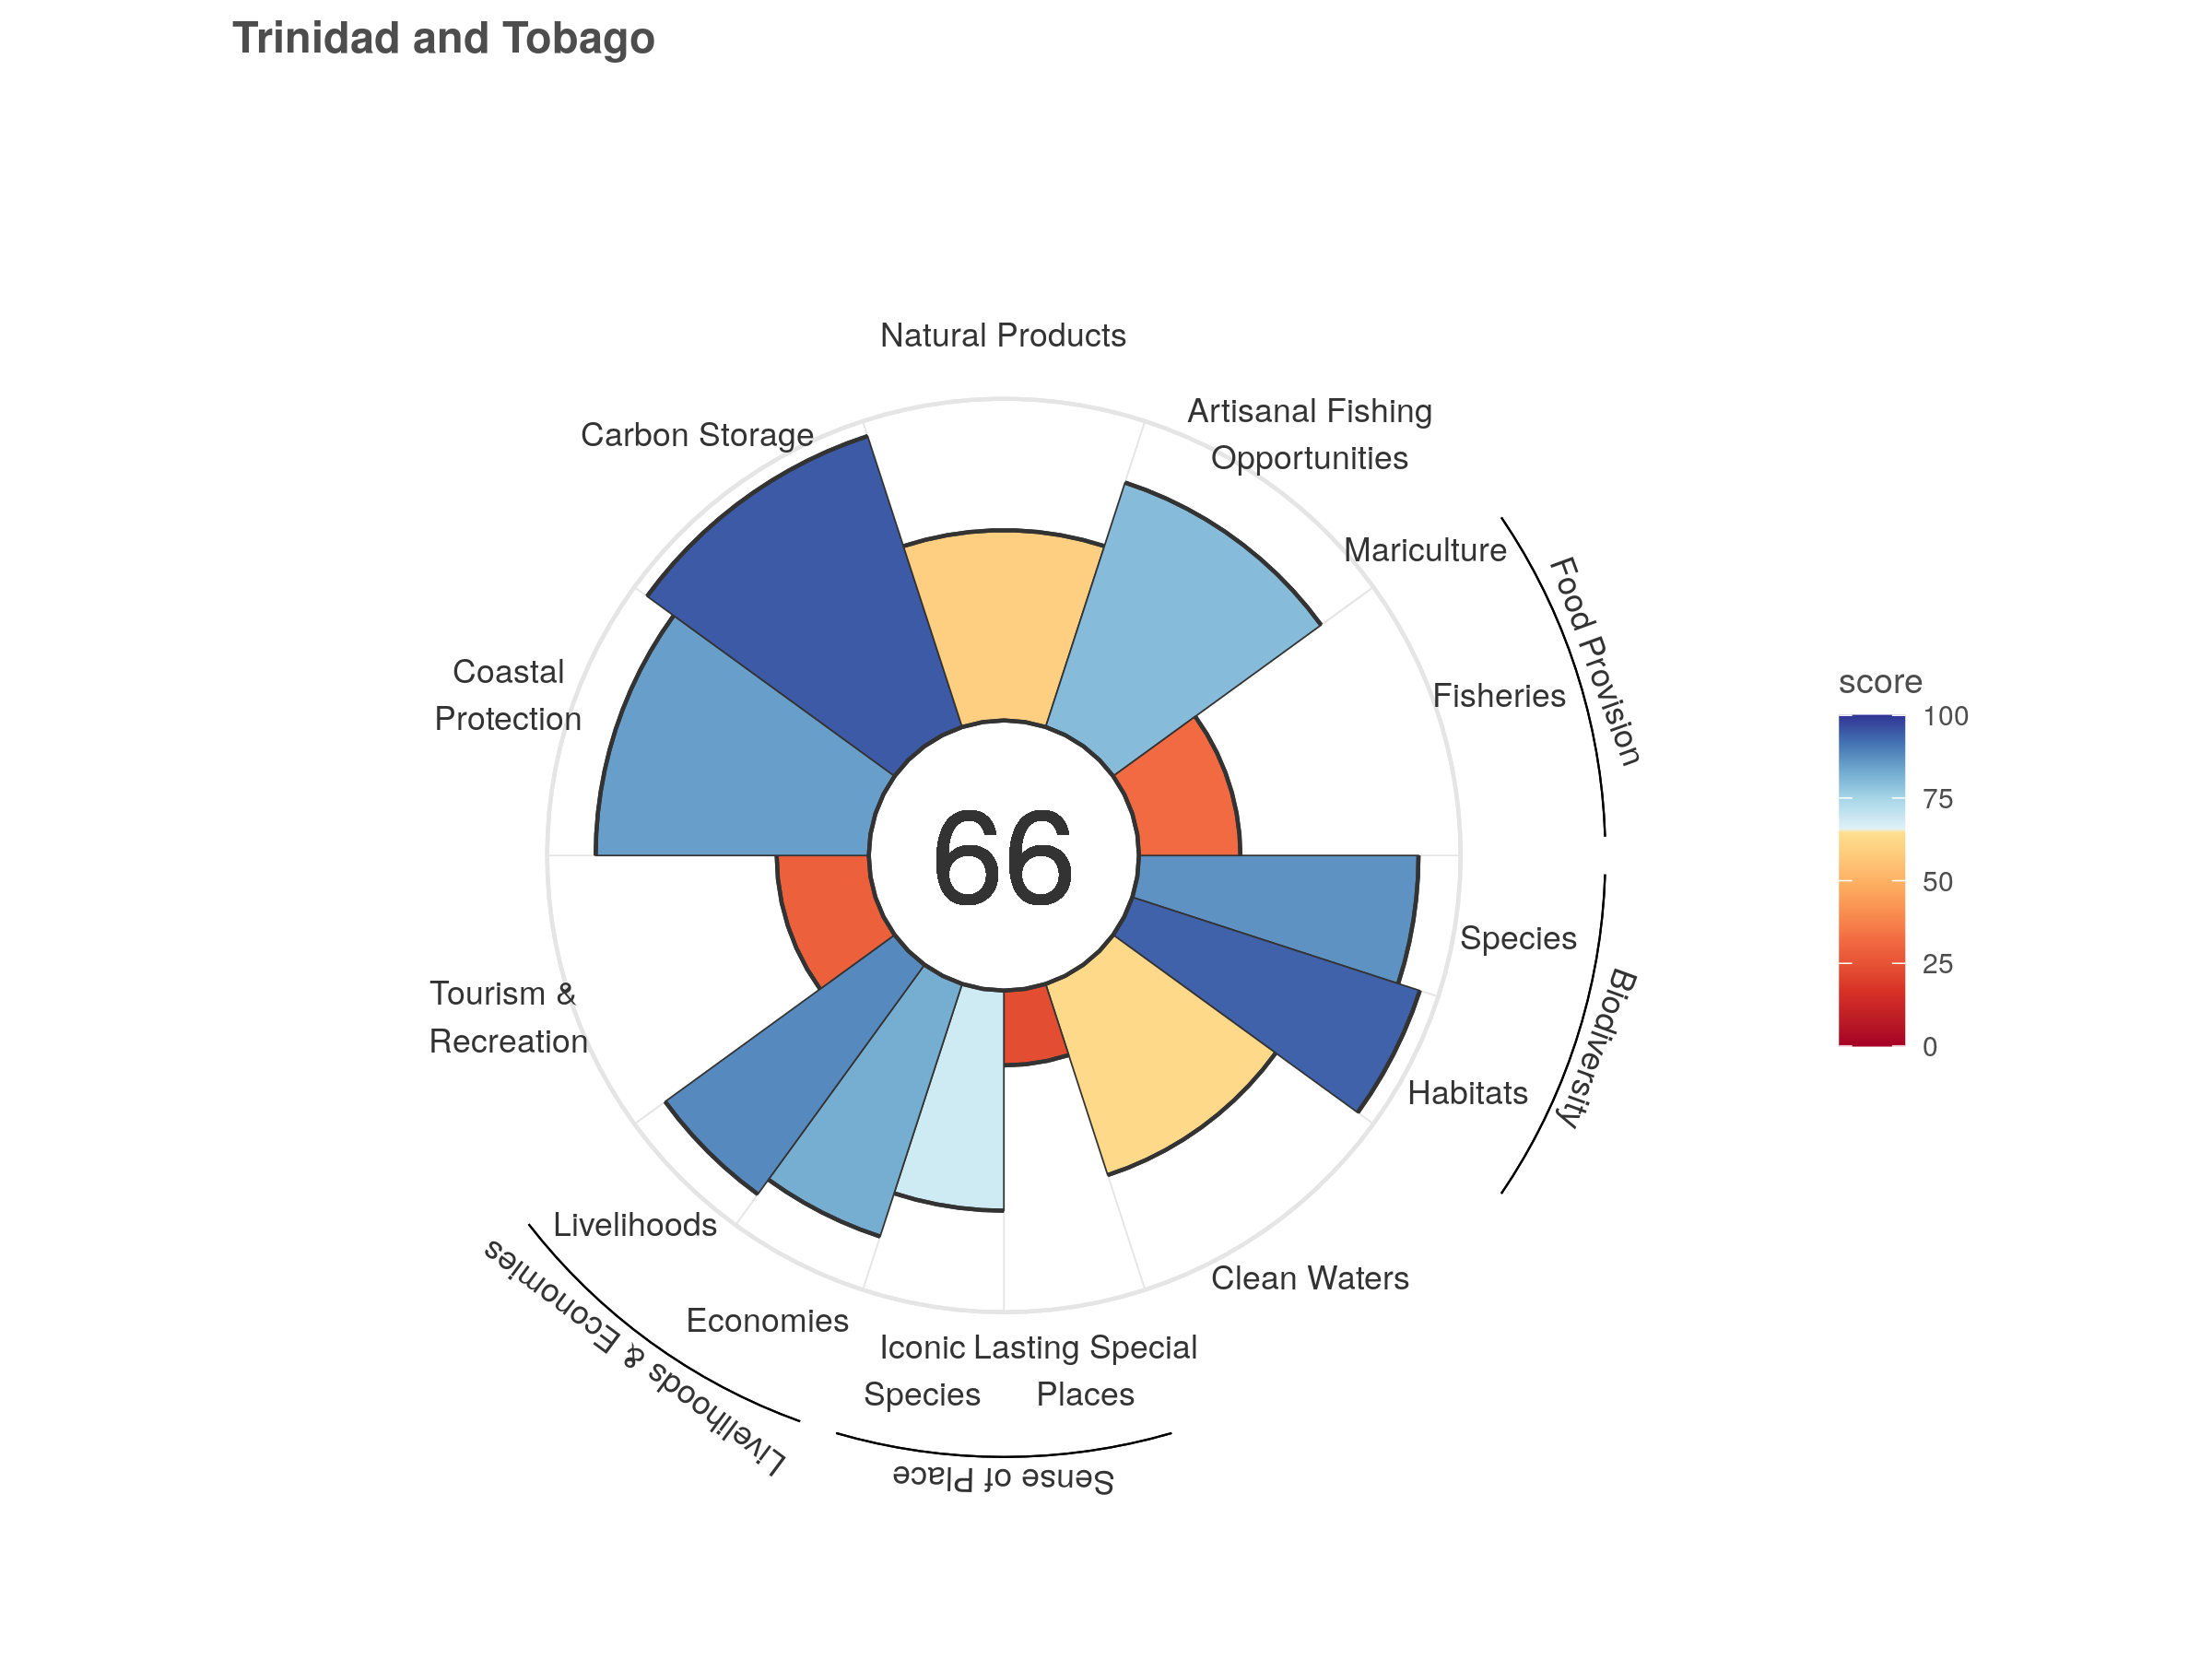 Trinidad and Tobago
Natural Products
Artisanal Fishing
Opportunities
Carbon Storage
Mariculture
Food Provision
Fisheries
Coastal
Protection
score
100
75
50
25
0
66
Species
Biodiversity
Habitats
Tourism &
Recreation
Livelihoods
Livelihoods & Economies
Economies
Clean Waters
Iconic
Species
Lasting Special
Places
Sense of Place